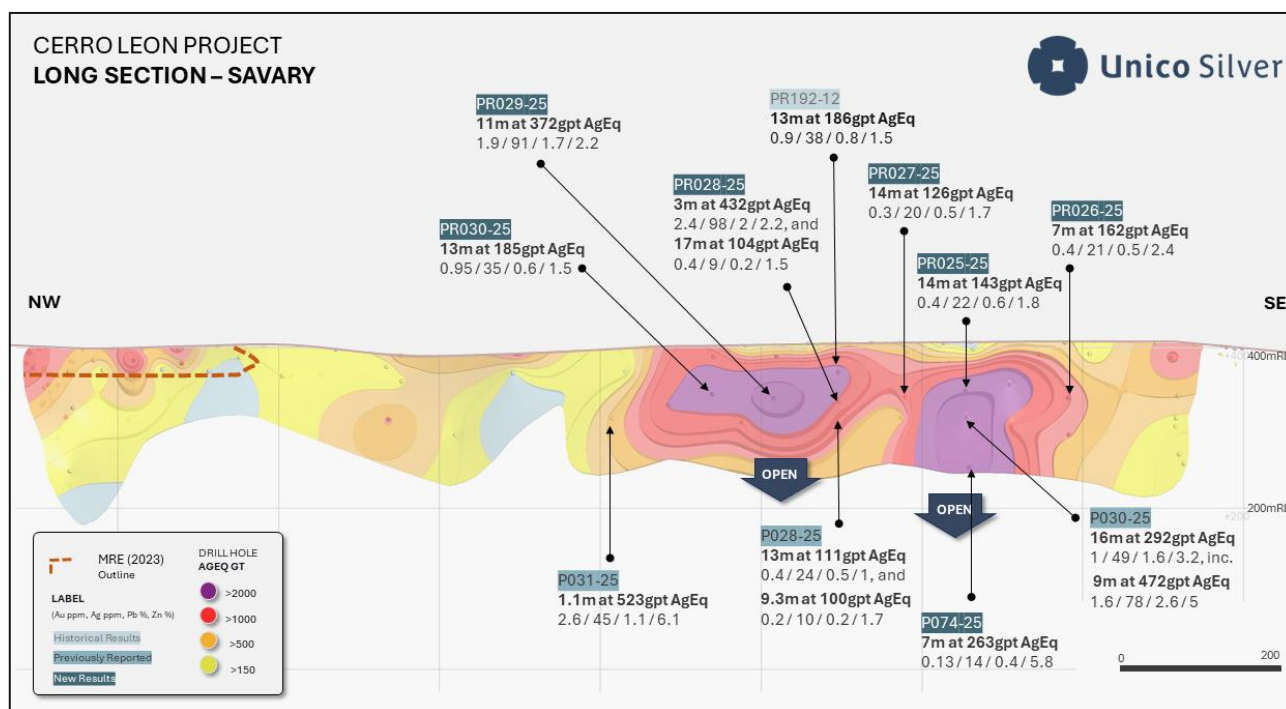 CERRO LEON PROJECT
LONG SECTION – SAVARY
Unico Silver
PR029-25
11m at 372gpt AgEq
1.9 / 91 / 1.7 / 2.2
PR192-12
13m at 186gpt AgEq
0.9 / 38 / 0.8 / 1.5
PR028-25
3m at 432gpt AgEq
2.4 / 98 / 2 / 2.2, and
17m at 104gpt AgEq
0.4 / 9 / 0.2 / 1.5
PR027-25
14m at 126gpt AgEq
0.3 / 20 / 0.5 / 1.7
PR026-25
7m at 162gpt AgEq
0.4 / 21 / 0.5 / 2.4
PR030-25
13m at 185gpt AgEq
0.95 / 35 / 0.6 / 1.5
PR025-25
14m at 143gpt AgEq
0.4 / 22 / 0.6 / 1.8
NW
SE
400mRL
OPEN
OPEN
200mRL
+200
P031-25
1.1m at 523gpt AgEq
2.6 / 45 / 1.1 / 6.1
P028-25
13m at 111gpt AgEq
0.4 / 24 / 0.5 / 1, and
9.3m at 100gpt AgEq
0.2 / 10 / 0.2 / 1.7
P074-25
7m at 263gpt AgEq
0.13 / 14 / 0.4 / 5.8
P030-25
16m at 292gpt AgEq
1 / 49 / 1.6 / 3.2, inc.
9m at 472gpt AgEq
1.6 / 78 / 2.6 / 5
MRE (2023)
Outline
LABEL
(Au ppm, Ag ppm, Pb %, Zn %)
Historical Results
Previously Reported
New Results
DRILL HOLE
AGEQ GT
>2000
>1000
>500
>150
0
200